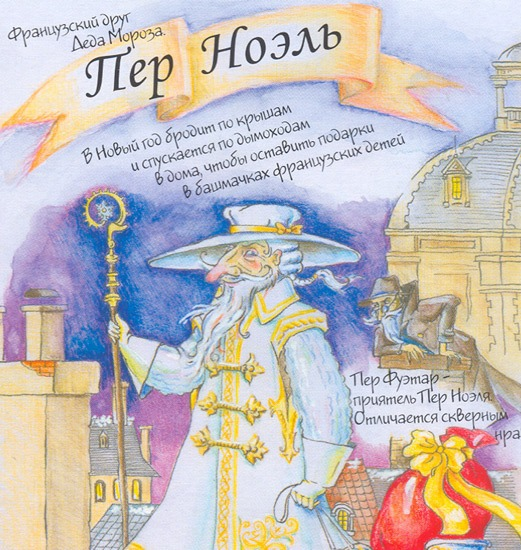 Французский друг
Деда Мороза.
Пер Ноэль
В Новый год бродит по крышам
и спускается по дымоходам
в дома, чтобы оставить подарки
в башмачках французских детей
Пер Фуэтар -
приятель Пер Ноэля.
Отличается скверным
нра